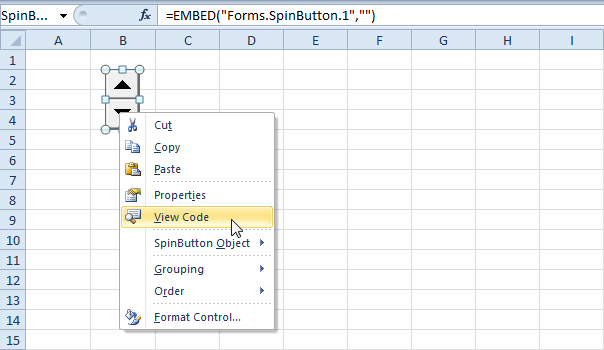 SpinB... fx =EMBED("Forms.SpinButton.1","")
A B C D E F G H I
1
2
3
4
5
6
7
8
9
10
11
12
13
14
15
Cut
Copy
Paste
Properties
View Code
SpinButton Object
Grouping
Order
Format Control...